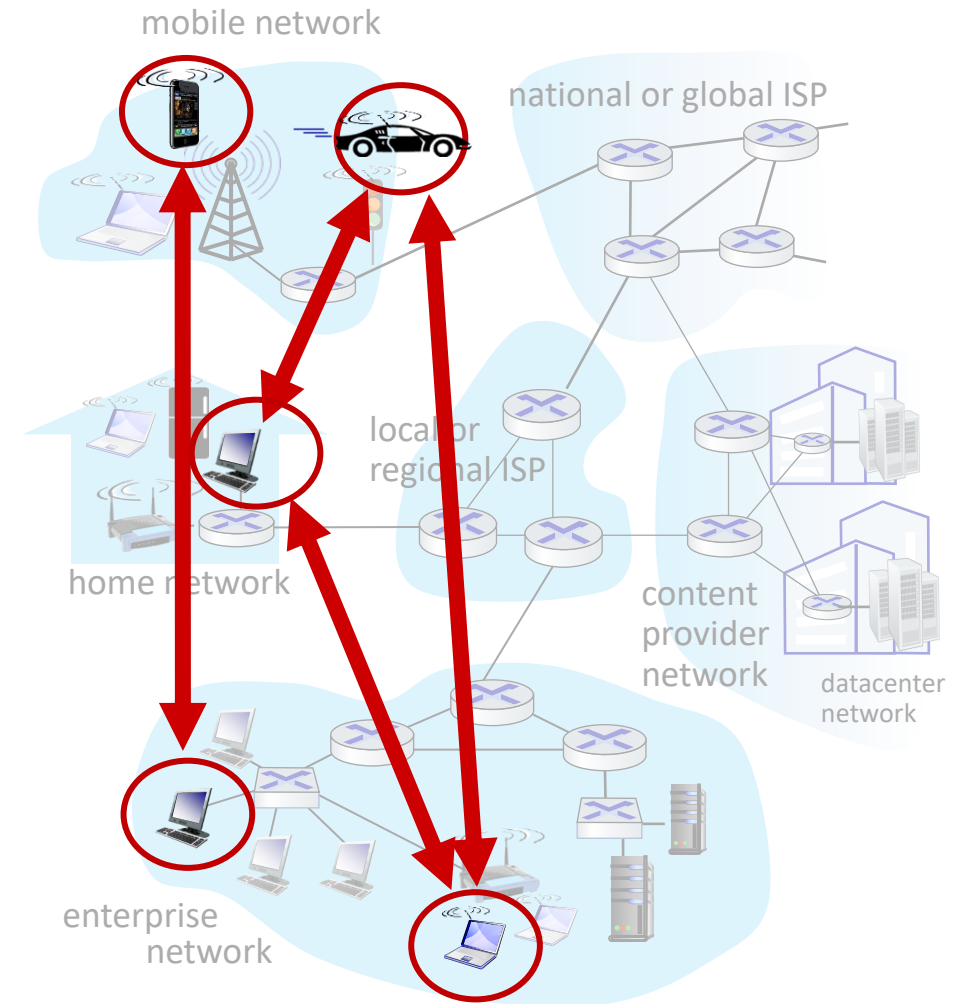 mobile network
national or global ISP
local or
regional ISP
home network
content
provider
network
datacenter
network
enterprise
network